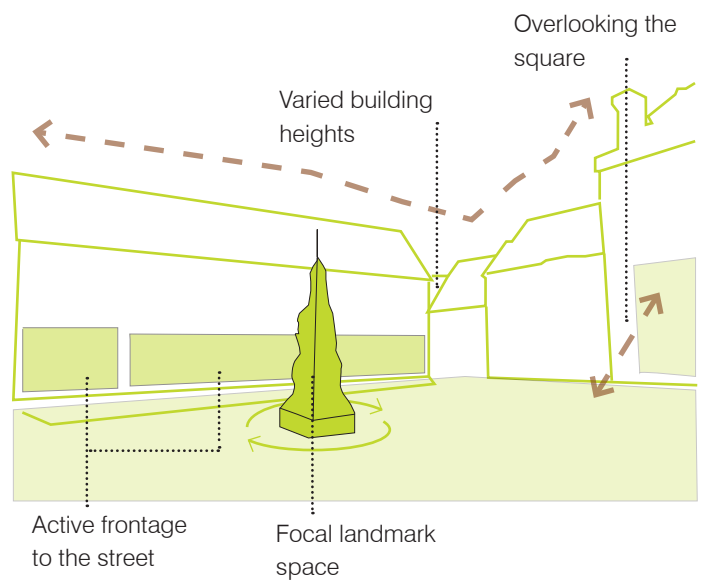 Overlooking the
square
Varied building
heights
Active frontage
to the street
Focal landmark
space